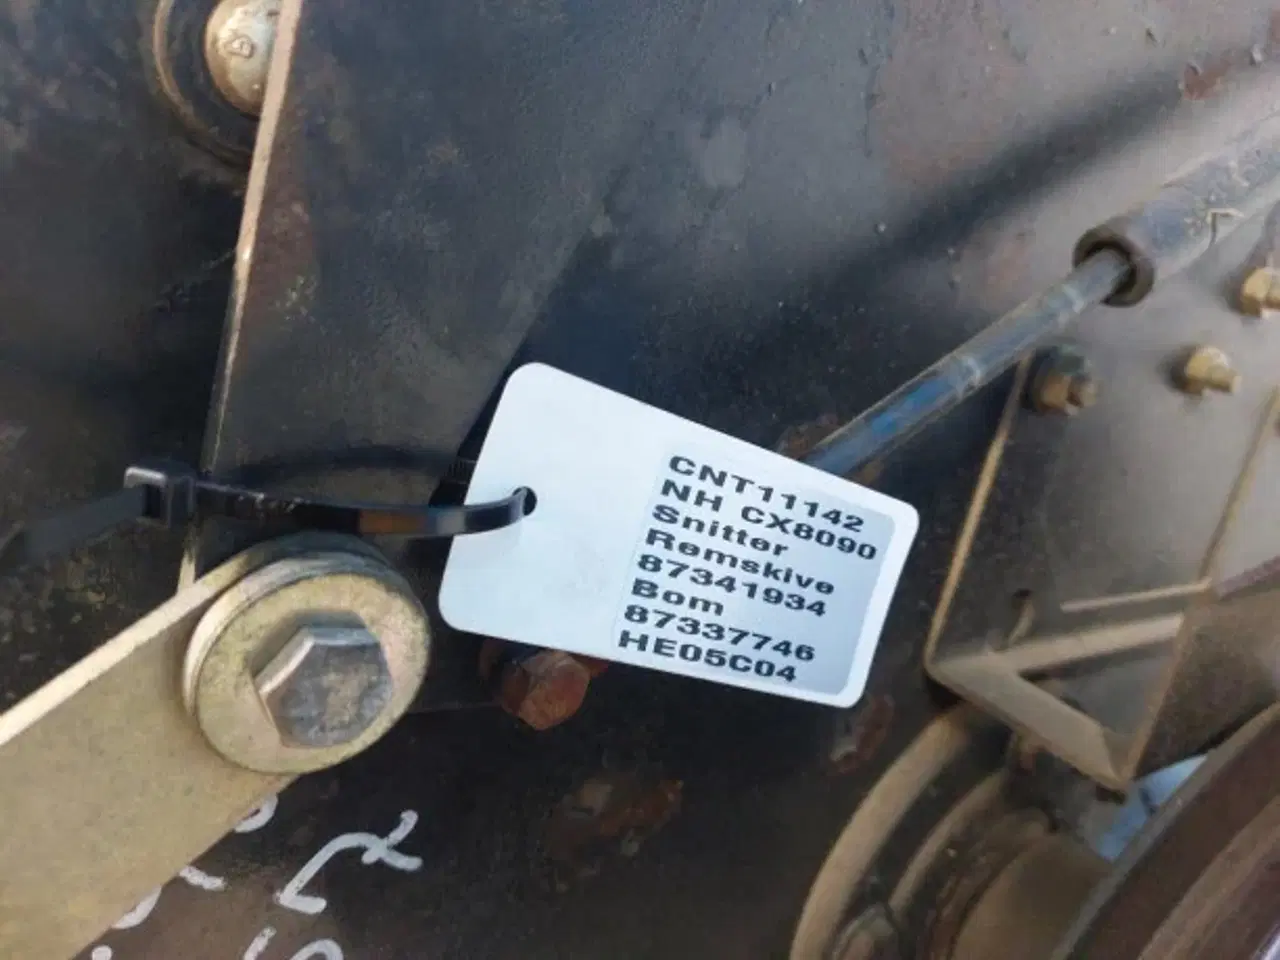 CNT11142
NH CX8090
Snitter
Remskive
87341934
Bom
87337746
HE05C04